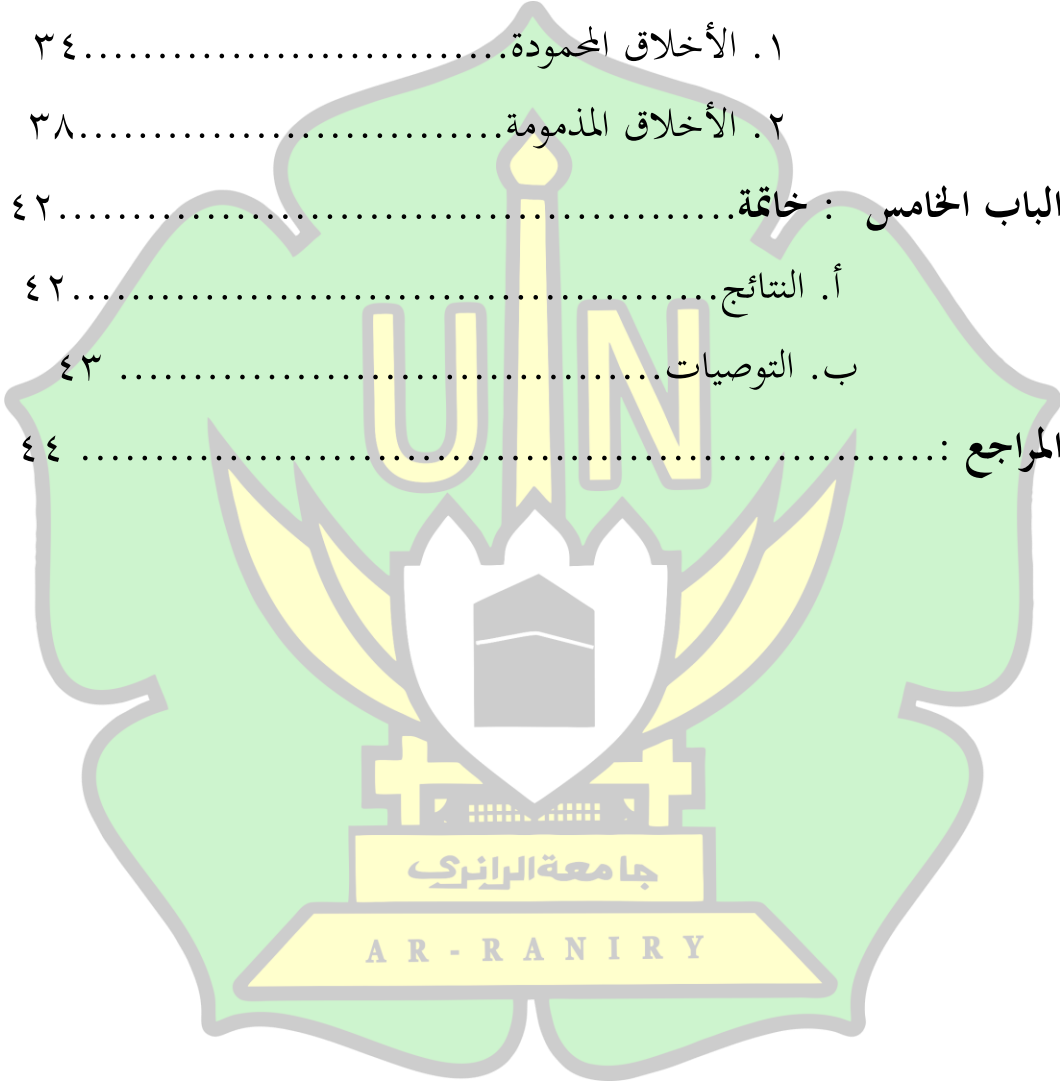 ١. الأخلاق المحمودة.............................٣٤
٢. الأخلاق المذمومة.............................٣٨
الباب الخامس : خاتمة..............................................٤٢
أ. النتائج............................................٤٢
ب. التوصيات..................................... ٤٣
المراجع :.......................................................... ٤٤
UIN
جامعة الرانري
AR-RANIRY